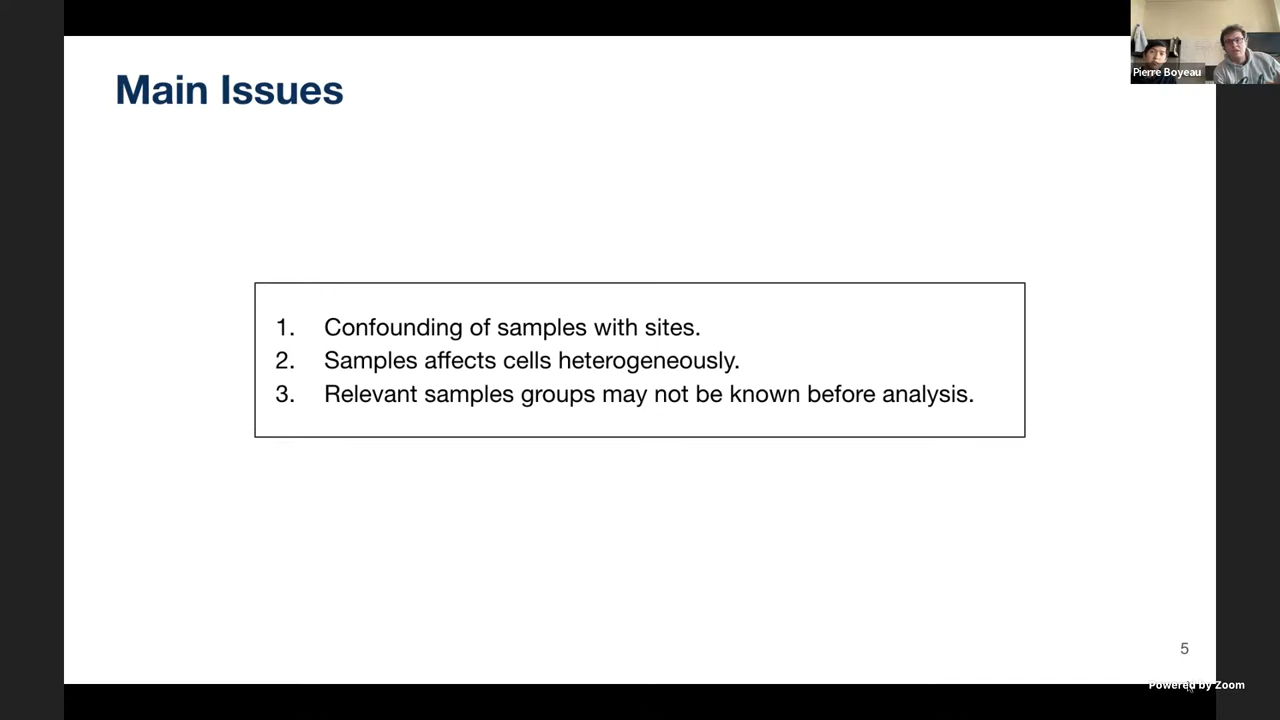 Main Issues
Pierre Boyeau
1. Confounding of samples with sites.
2. Samples affects cells heterogeneously.
3. Relevant samples groups may not be known before analysis.
5
Powered by Zoom